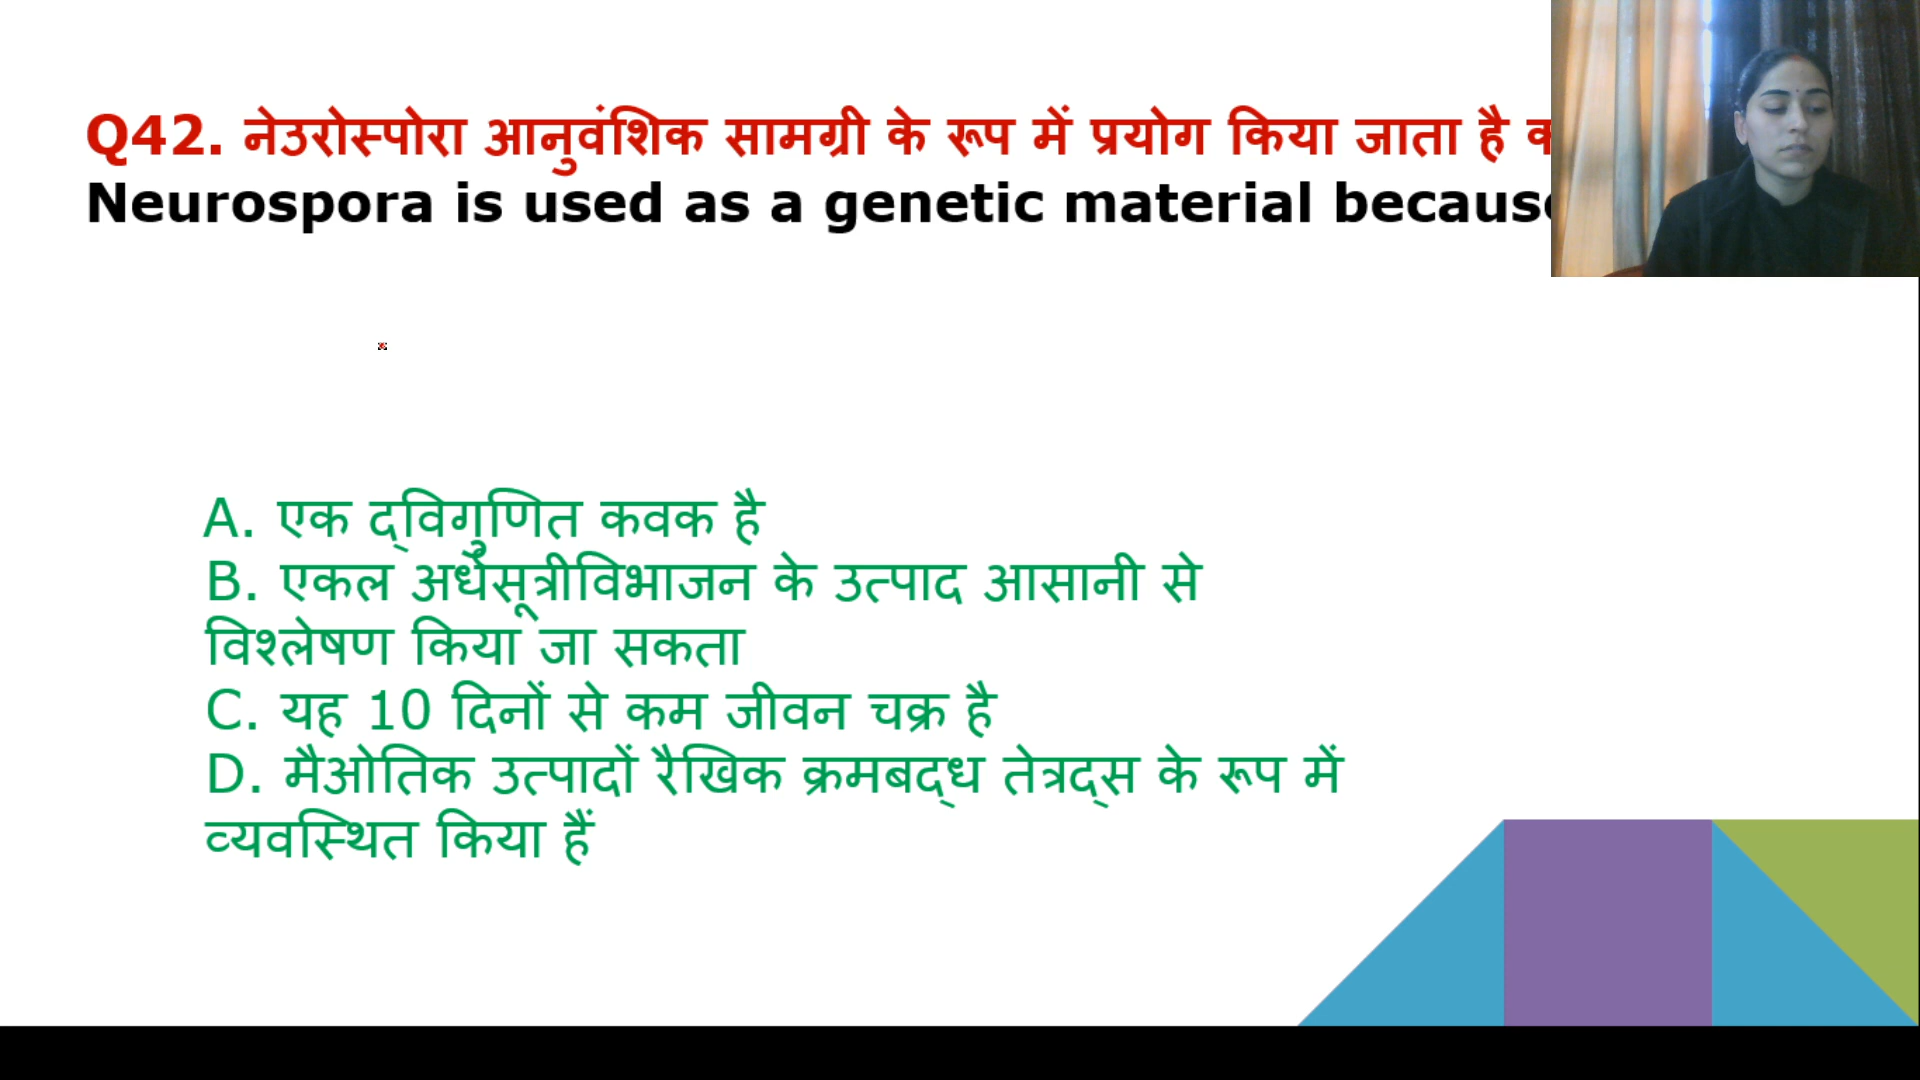 Q42. नेउरोस्पोरा आनुवंशिक सामग्री के रूप में प्रयोग किया जाता है
Neurospora is used as a genetic material because
A. एक द्विगुणित कवक है
B. एकल अर्धसूत्रीविभाजन के उत्पाद आसानी से
विश्लेषण किया जा सकता
C. यह 10 दिनों से कम जीवन चक्र है
D. मैओतिक उत्पादों रैखिक क्रमबद्ध तेत्रद्स के रूप में
व्यवस्थित किया हैं